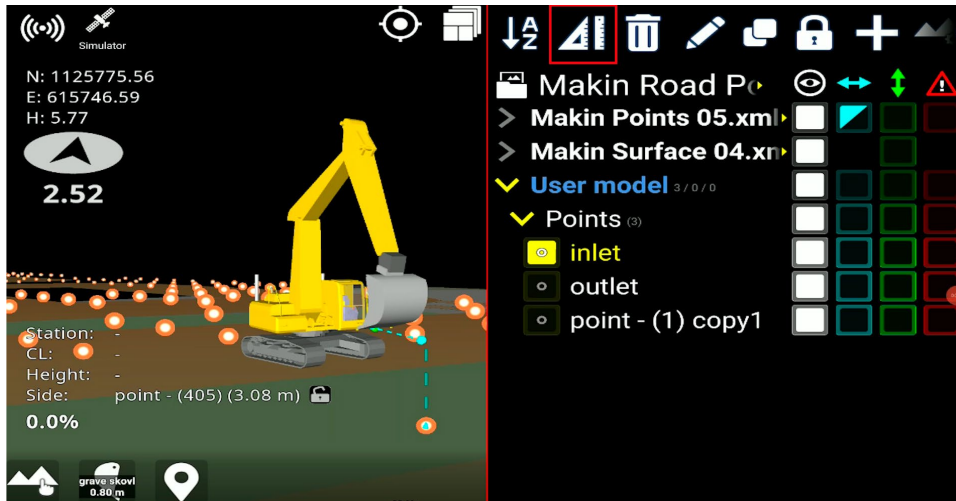 Simulator
N: 1125775.56
E: 615746.59
H: 5.77
2.52
Station: -
CL: -
Height: -
Side: point - (405) (3.08 m)
0.0%
grave skovl
0.80 m
A
Z
Makin Road P
Makin Points 05.xml
Makin Surface 04.xn
User model 3/0/0
Points (3)
inlet
outlet
point - (1) copy1